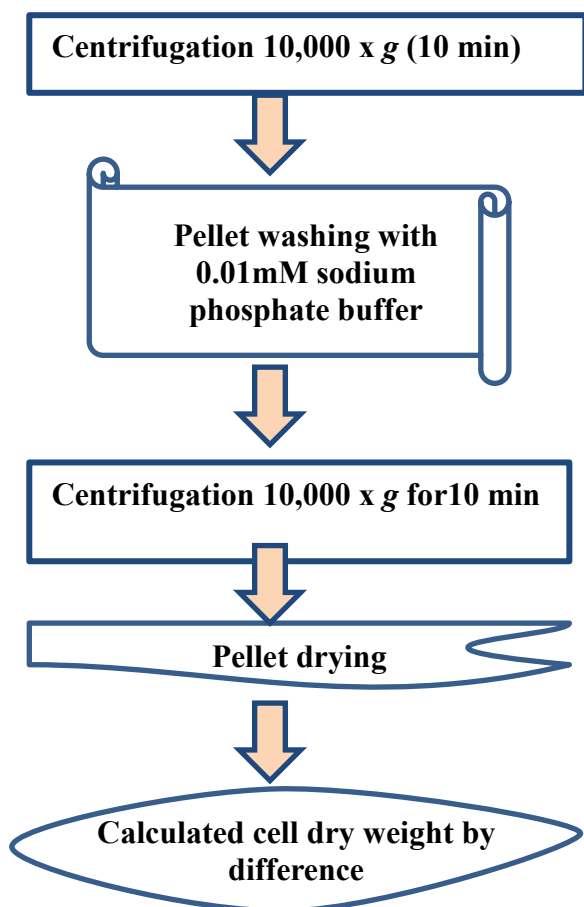 Centrifugation 10,000 x g (10 min)
Pellet washing with
0.01mM sodium
phosphate buffer
Centrifugation 10,000 x g for10 min
Pellet drying
Calculated cell dry weight by
difference